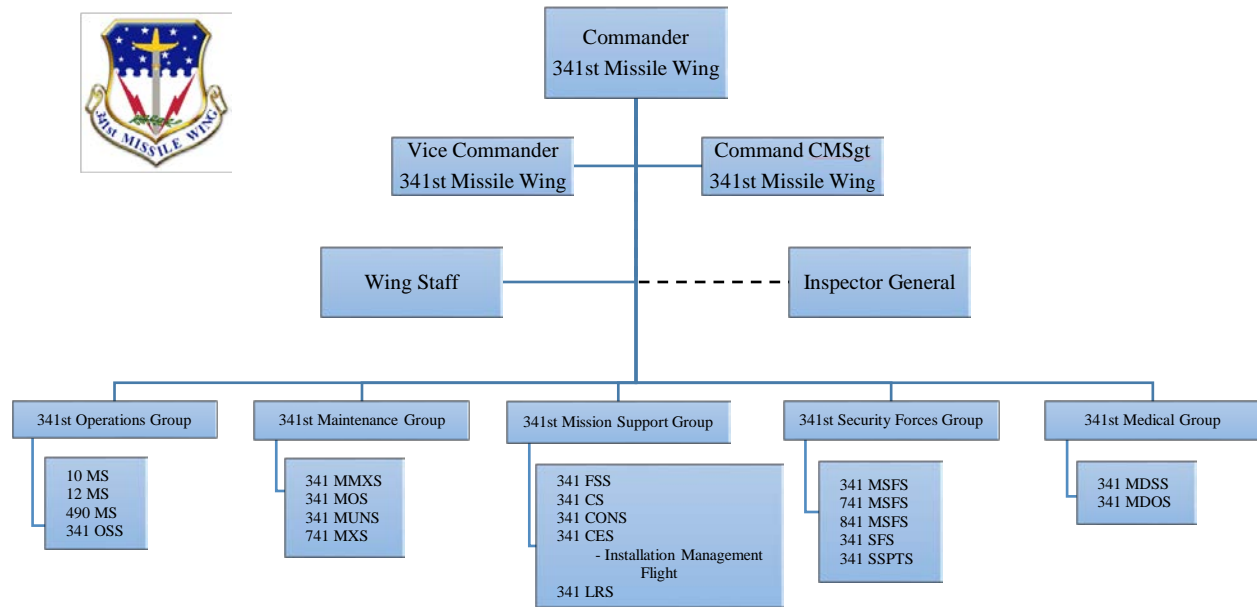 341st MISSILE WING
Commander
341st Missile Wing
Vice Commander
341st Missile Wing
Command CMSgt
341st Missile Wing
Wing Staff
Inspector General
341st Operations Group
341st Maintenance Group
341st Mission Support Group
341st Security Forces Group
341st Medical Group
10 MS
12 MS
490 MS
341 OSS
341 MMXS
341 MOS
341 MUNS
741 MXS
341 FSS
341 CS
341 CONS
341 CES
- Installation Management
Flight
341 LRS
341 MSFS
741 MSFS
841 MSFS
341 SFS
341 SSPTS
341 MDSS
341 MDOS